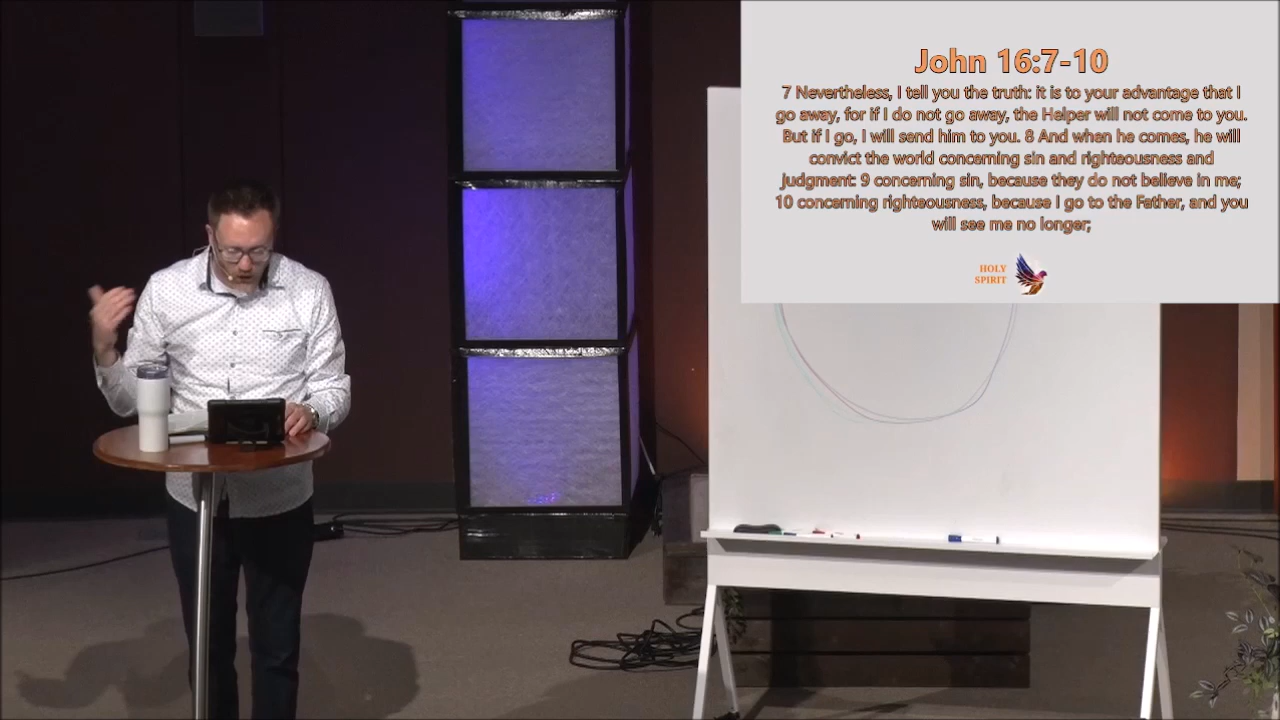 John 16:7-10
7 Nevertheless, I tell you the truth: it is to your advantage that I
go away, for if I do not go away, the Helper will not come to you.
But if I go, I will send him to you. 8 And when he comes, he will
convict the world concerning sin and righteousness and
judgment: 9 concerning sin, because they do not believe in me;
10 concerning righteousness, because I go to the Father, and you
will see me no longer;
HOLY
SPIRIT